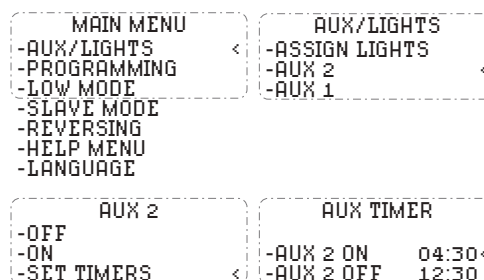 MAIN MENU
-AUX/LIGHTS <
-PROGRAMMING
-LOW MODE
-SLAVE MODE
-REVERSING
-HELP MENU
-LANGUAGE
AUX/LIGHTS
-ASSIGN LIGHTS
-AUX 2 <
-AUX 1
AUX 2
-OFF
-ON
-SET TIMERS <
AUX TIMER
-AUX 2 ON 04:30<
-AUX 2 OFF 12:30